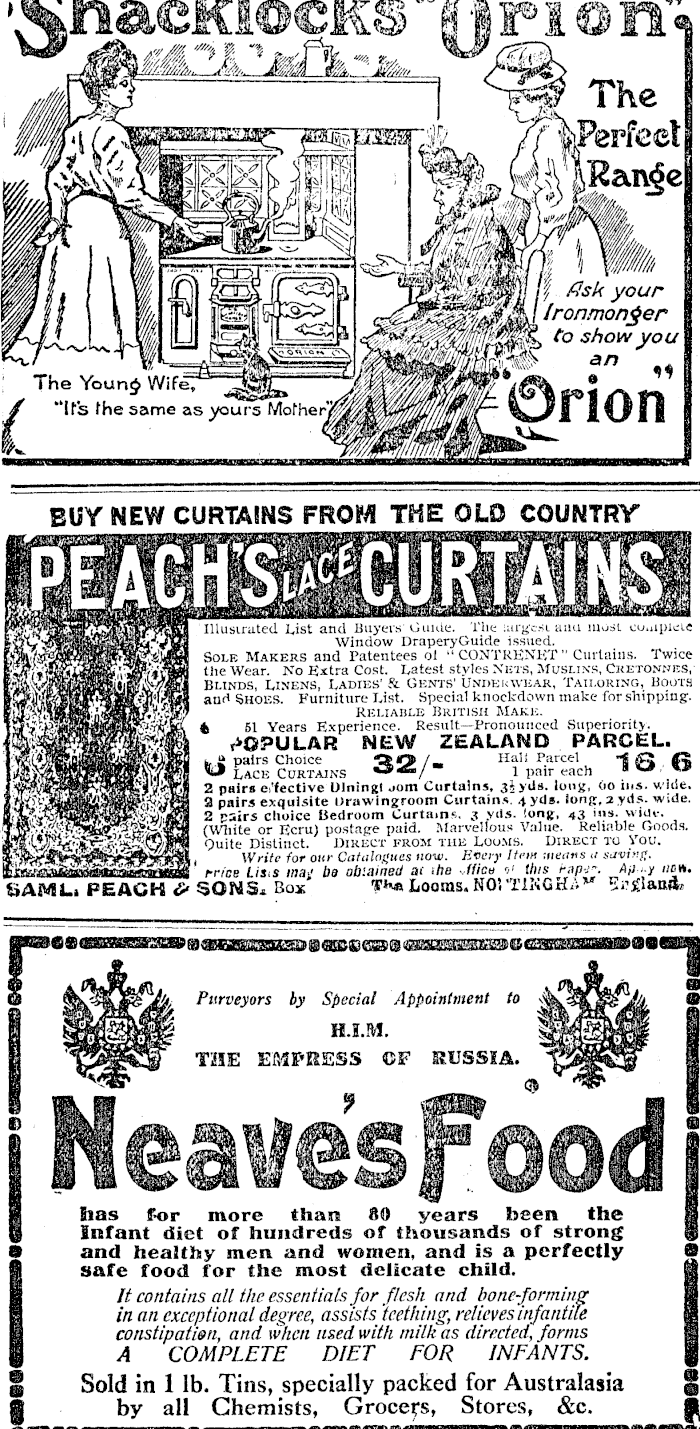 Shacklocks "Orion"
The
Perfect
Range
Ask your
Ironmonger
to show you
an
"Orion"
ORION
The Young Wife,
"It's the same as yours Mother"
BUY NEW CURTAINS FROM THE OLD COUNTRY
PEACH'S LACE CURTAINS
Illustrated List and Buyers' Guide. The largest and most complete
Window Drapery Guide issued.
SOLE MAKERS and Patentees of "CONTRENET" Curtains. Twice
the Wear. No Extra Cost. Latest styles NETS, MUSLINS, CRETONNES,
BLINDS, LINENS, LADIES' & GENTS' UNDERWEAR, TAILORING, BOOTS
and SHOES. Furniture List. Special knockdown make for shipping.
RELIABLE BRITISH MAKE.
51 Years Experience. Result—Pronounced Superiority.
POPULAR NEW ZEALAND PARCEL.
6 pairs Choice LACE CURTAINS 32/- Half Parcel 1 pair each 16 6
2 pairs effective Diningroom Curtains, 3½ yds. long, 60 ins. wide.
2 pairs exquisite Drawingroom Curtains, 4 yds. long, 2 yds. wide.
2 pairs choice Bedroom Curtains, 3 yds. long, 43 ins. wide.
(White or Ecru) postage paid. Marvellous Value. Reliable Goods.
Quite Distinct. DIRECT FROM THE LOOMS. DIRECT TO YOU.
Write for our Catalogues now. Every Item means a saving.
Price Lists may be obtained at the office of this Paper. Apply now.
SAML. PEACH & SONS. Box The Looms, NOTTINGHAM England.
Purveyors by Special Appointment to
H.I.M.
THE EMPRESS OF RUSSIA.
Neave's Food
has for more than 80 years been the
Infant diet of hundreds of thousands of strong
and healthy men and women, and is a perfectly
safe food for the most delicate child.
It contains all the essentials for flesh and bone-forming
in an exceptional degree, assists teething, relieves infantile
constipation, and when used with milk as directed, forms
A COMPLETE DIET FOR INFANTS.
Sold in 1 lb. Tins, specially packed for Australasia
by all Chemists, Grocers, Stores, &c.